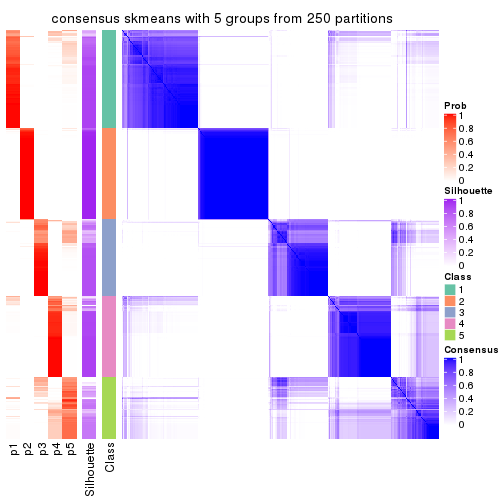 consensus skmeans with 5 groups from 250 partitions
Prob
1
0.8
0.6
0.4
0.2
0
Silhouette
1
0.8
0.6
0.4
0.2
0
Class
1
2
3
4
5
Consensus
1
0.8
0.6
0.4
0.2
0
p1
p2
p3
p4
p5
Silhouette
Class